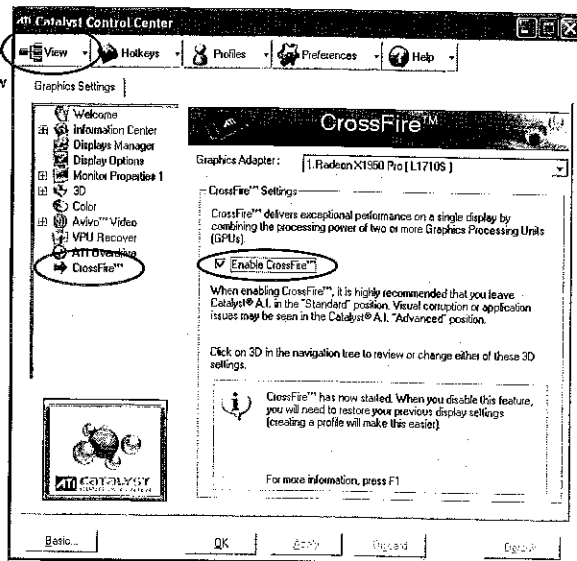 Catalyst Control Center
View
Hotkeys
Profiles
Preferences
Help
Graphics Settings
Welcome
Information Center
Displays Manager
Display Options
Monitor Properties 1
3D
Color
Avivo™ Video
VPU Recover
ATI Overdrive
CrossFire™
CrossFire™
Graphics Adapter:
1.Radeon X1950 Pro [ L1710S ]
CrossFire™ Settings
CrossFire™ delivers exceptional performance on a single display by
combining the processing power of two or more Graphics Processing Units
(GPUs).
Enable CrossFire™
When enabling CrossFire™, it is highly recommended that you leave
Catalyst® A.I. in the "Standard" position. Visual corruption or application
issues may be seen in the Catalyst® A.I. "Advanced" position.
Click on 3D in the navigation tree to review or change either of these 3D
settings.
CrossFire™ has now started. When you disable this feature,
you will need to restore your previous display settings
(creating a profile will make this easier)
For more information, press F1
ATI CATALYST
CONTROL CENTER
Basic...
OK
Apply
Discard
Default